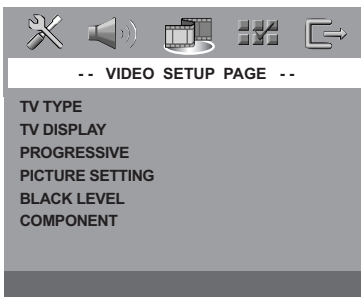 -- VIDEO SETUP PAGE --
TV TYPE
TV DISPLAY
PROGRESSIVE
PICTURE SETTING
BLACK LEVEL
COMPONENT